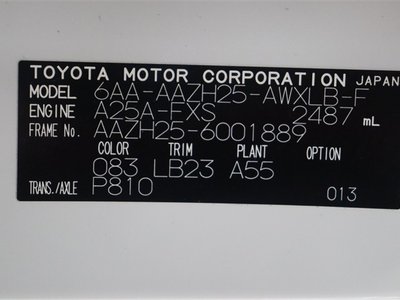 TOYOTA MOTOR CORPORATION JAPAN
MODEL 6AA-AAZH25-AWXLB-F
ENGINE A25A-FXS 2487 mL
FRAME No. AAZH25-6001889
COLOR TRIM PLANT OPTION
083 LB23 A55
TRANS./AXLE P810 013